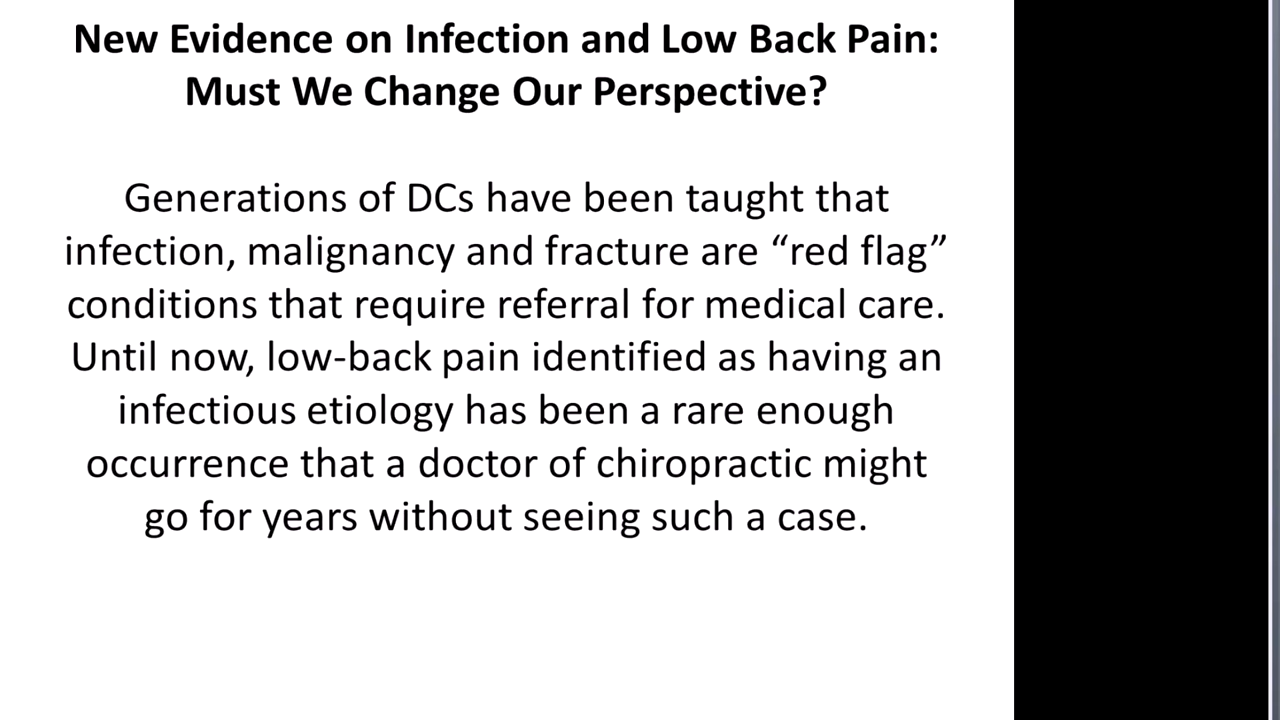 New Evidence on Infection and Low Back Pain:
Must We Change Our Perspective?
Generations of DCs have been taught that
infection, malignancy and fracture are “red flag”
conditions that require referral for medical care.
Until now, low-back pain identified as having an
infectious etiology has been a rare enough
occurrence that a doctor of chiropractic might
go for years without seeing such a case.